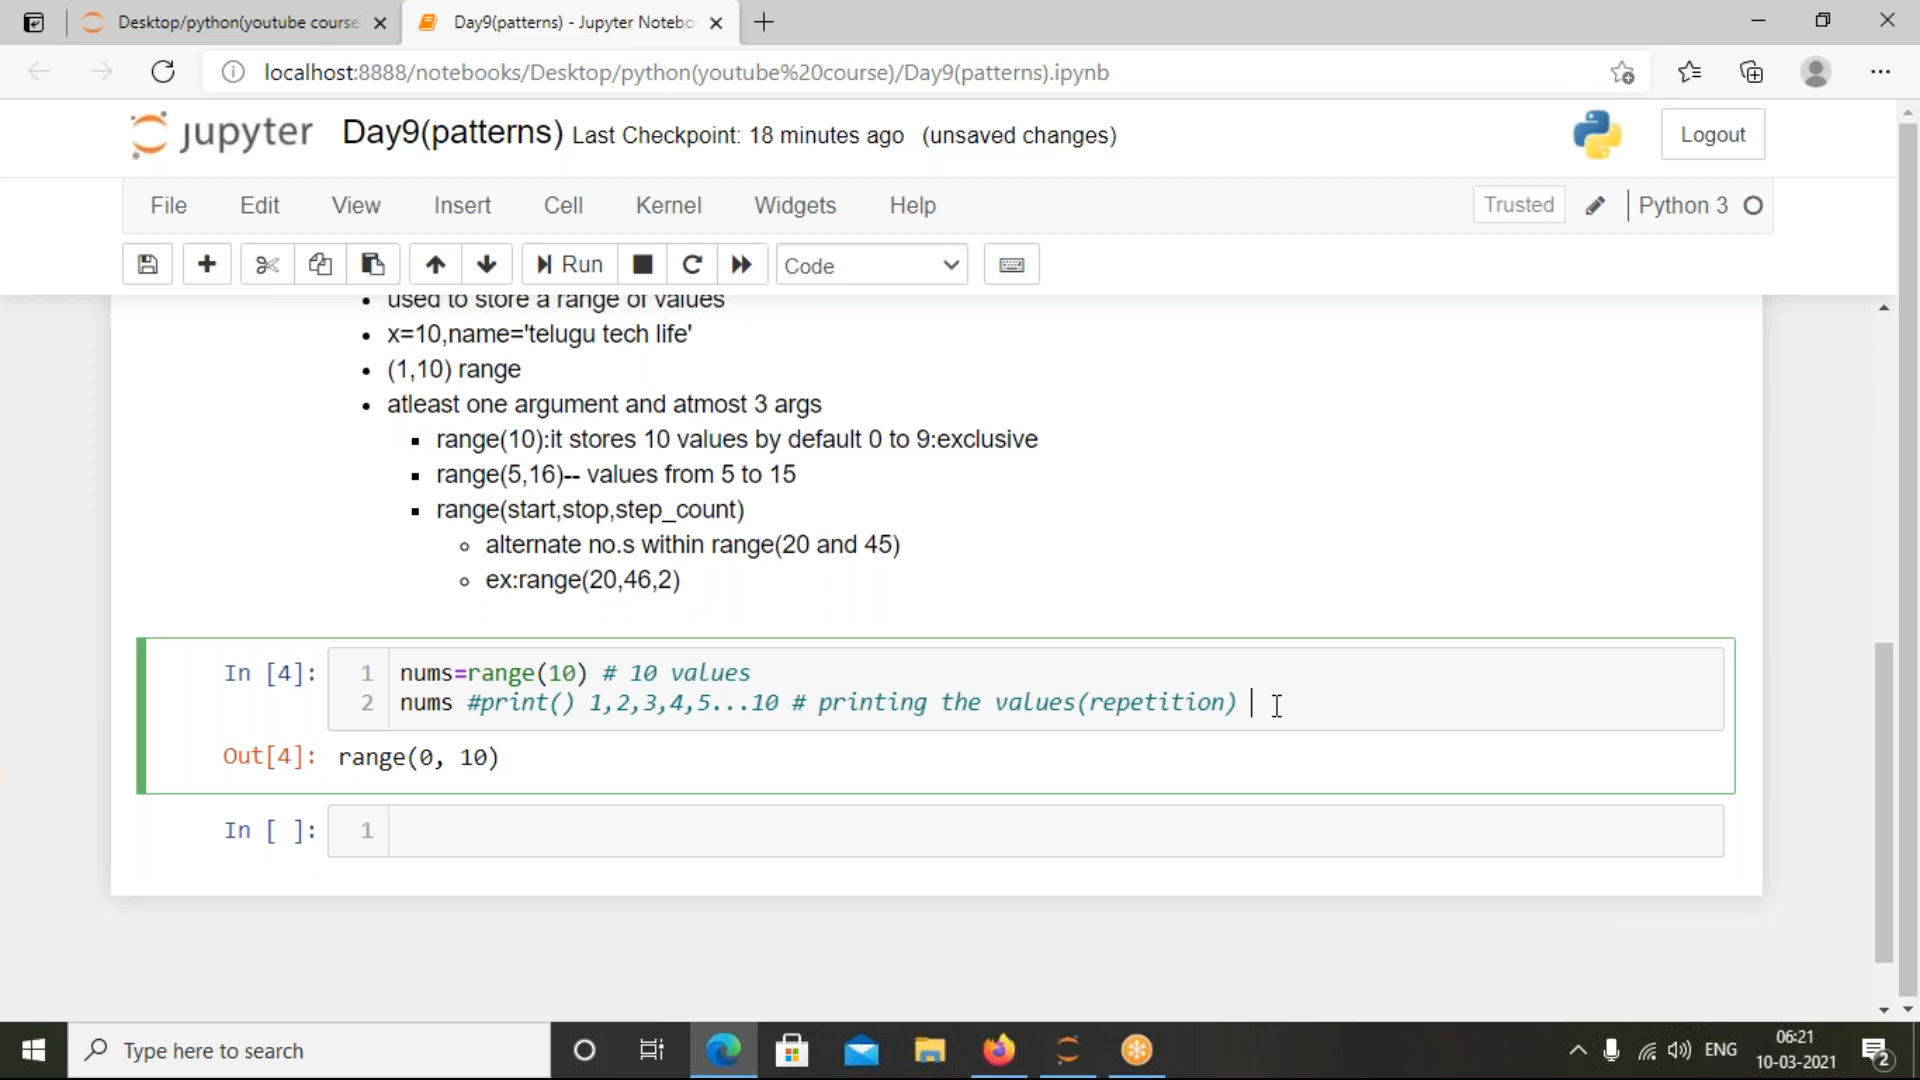 Desktop/python(youtube course
Day9(patterns) - Jupyter Notebo
localhost:8888/notebooks/Desktop/python(youtube%20course)/Day9(patterns).ipynb
jupyter Day9(patterns) Last Checkpoint: 18 minutes ago (unsaved changes)
Logout
File Edit View Insert Cell Kernel Widgets Help
Trusted Python 3
Run Code
used to store a range of values
x=10,name='telugu tech life'
(1,10) range
atleast one argument and atmost 3 args
range(10):it stores 10 values by default 0 to 9:exclusive
range(5,16)-- values from 5 to 15
range(start,stop,step_count)
alternate no.s within range(20 and 45)
ex:range(20,46,2)
In [4]: 1 nums=range(10) # 10 values
2 nums #print() 1,2,3,4,5...10 # printing the values(repetition)
Out[4]: range(0, 10)
In [ ]: 1
Type here to search
ENG
06:21
10-03-2021
2